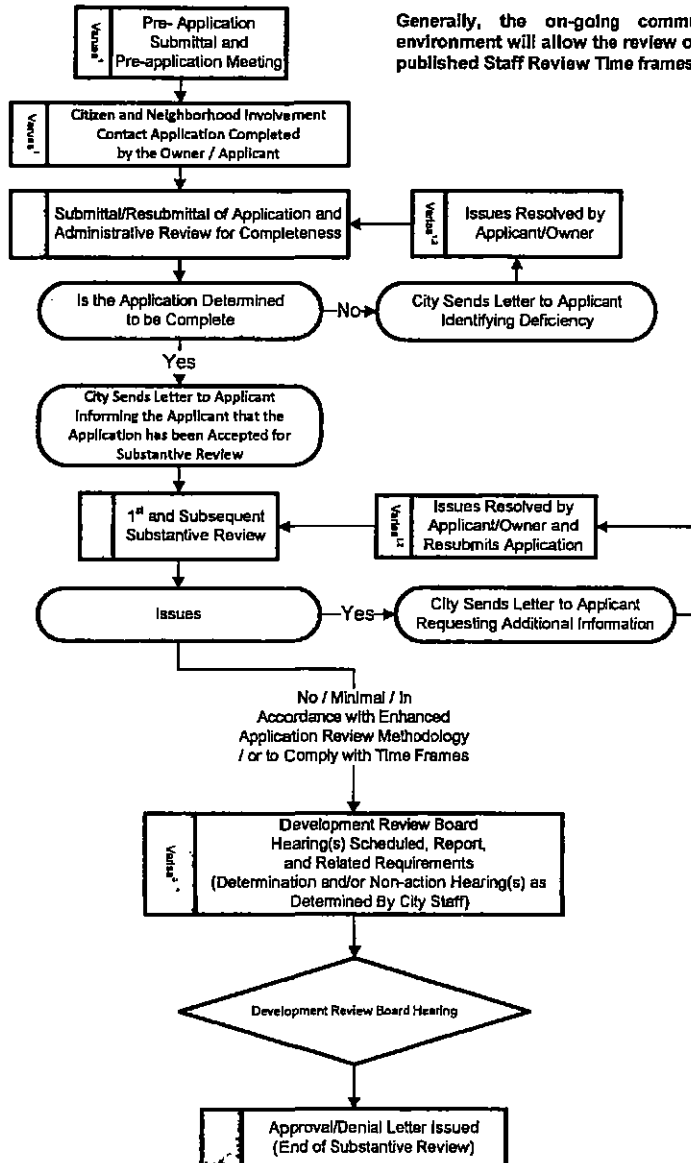 Generally, the on-going
environment will allow the review
published Staff Review Time frames
Varies
Pre- Application
Submittal and
Pre-application Meeting
Varies
Citizen and Neighborhood Involvement
Contact Application Completed
by the Owner / Applicant
Submittal/Resubmittal of Application and
Administrative Review for Completeness
Varies 1,2
Issues Resolved by
Applicant/Owner
Is the Application Determined
to be Complete
No
City Sends Letter to Applicant
Identifying Deficiency
Yes
City Sends Letter to Applicant
Informing the Applicant that the
Application has been Accepted for
Substantive Review
1st and Subsequent
Substantive Review
Varies 1,2
Issues Resolved by
Applicant/Owner and
Resubmits Application
Issues
Yes
City Sends Letter to Applicant
Requesting Additional Information
No / Minimal / In
Accordance with Enhanced
Application Review Methodology
/ or to Comply with Time Frames
Varies
Development Review Board
Hearing(s) Scheduled, Report,
and Related Requirements
(Determination and/or Non-action Hearing(s) as
Determined By City Staff)
Development Review Board Hearing
Approval/Denial Letter Issued
(End of Substantive Review)